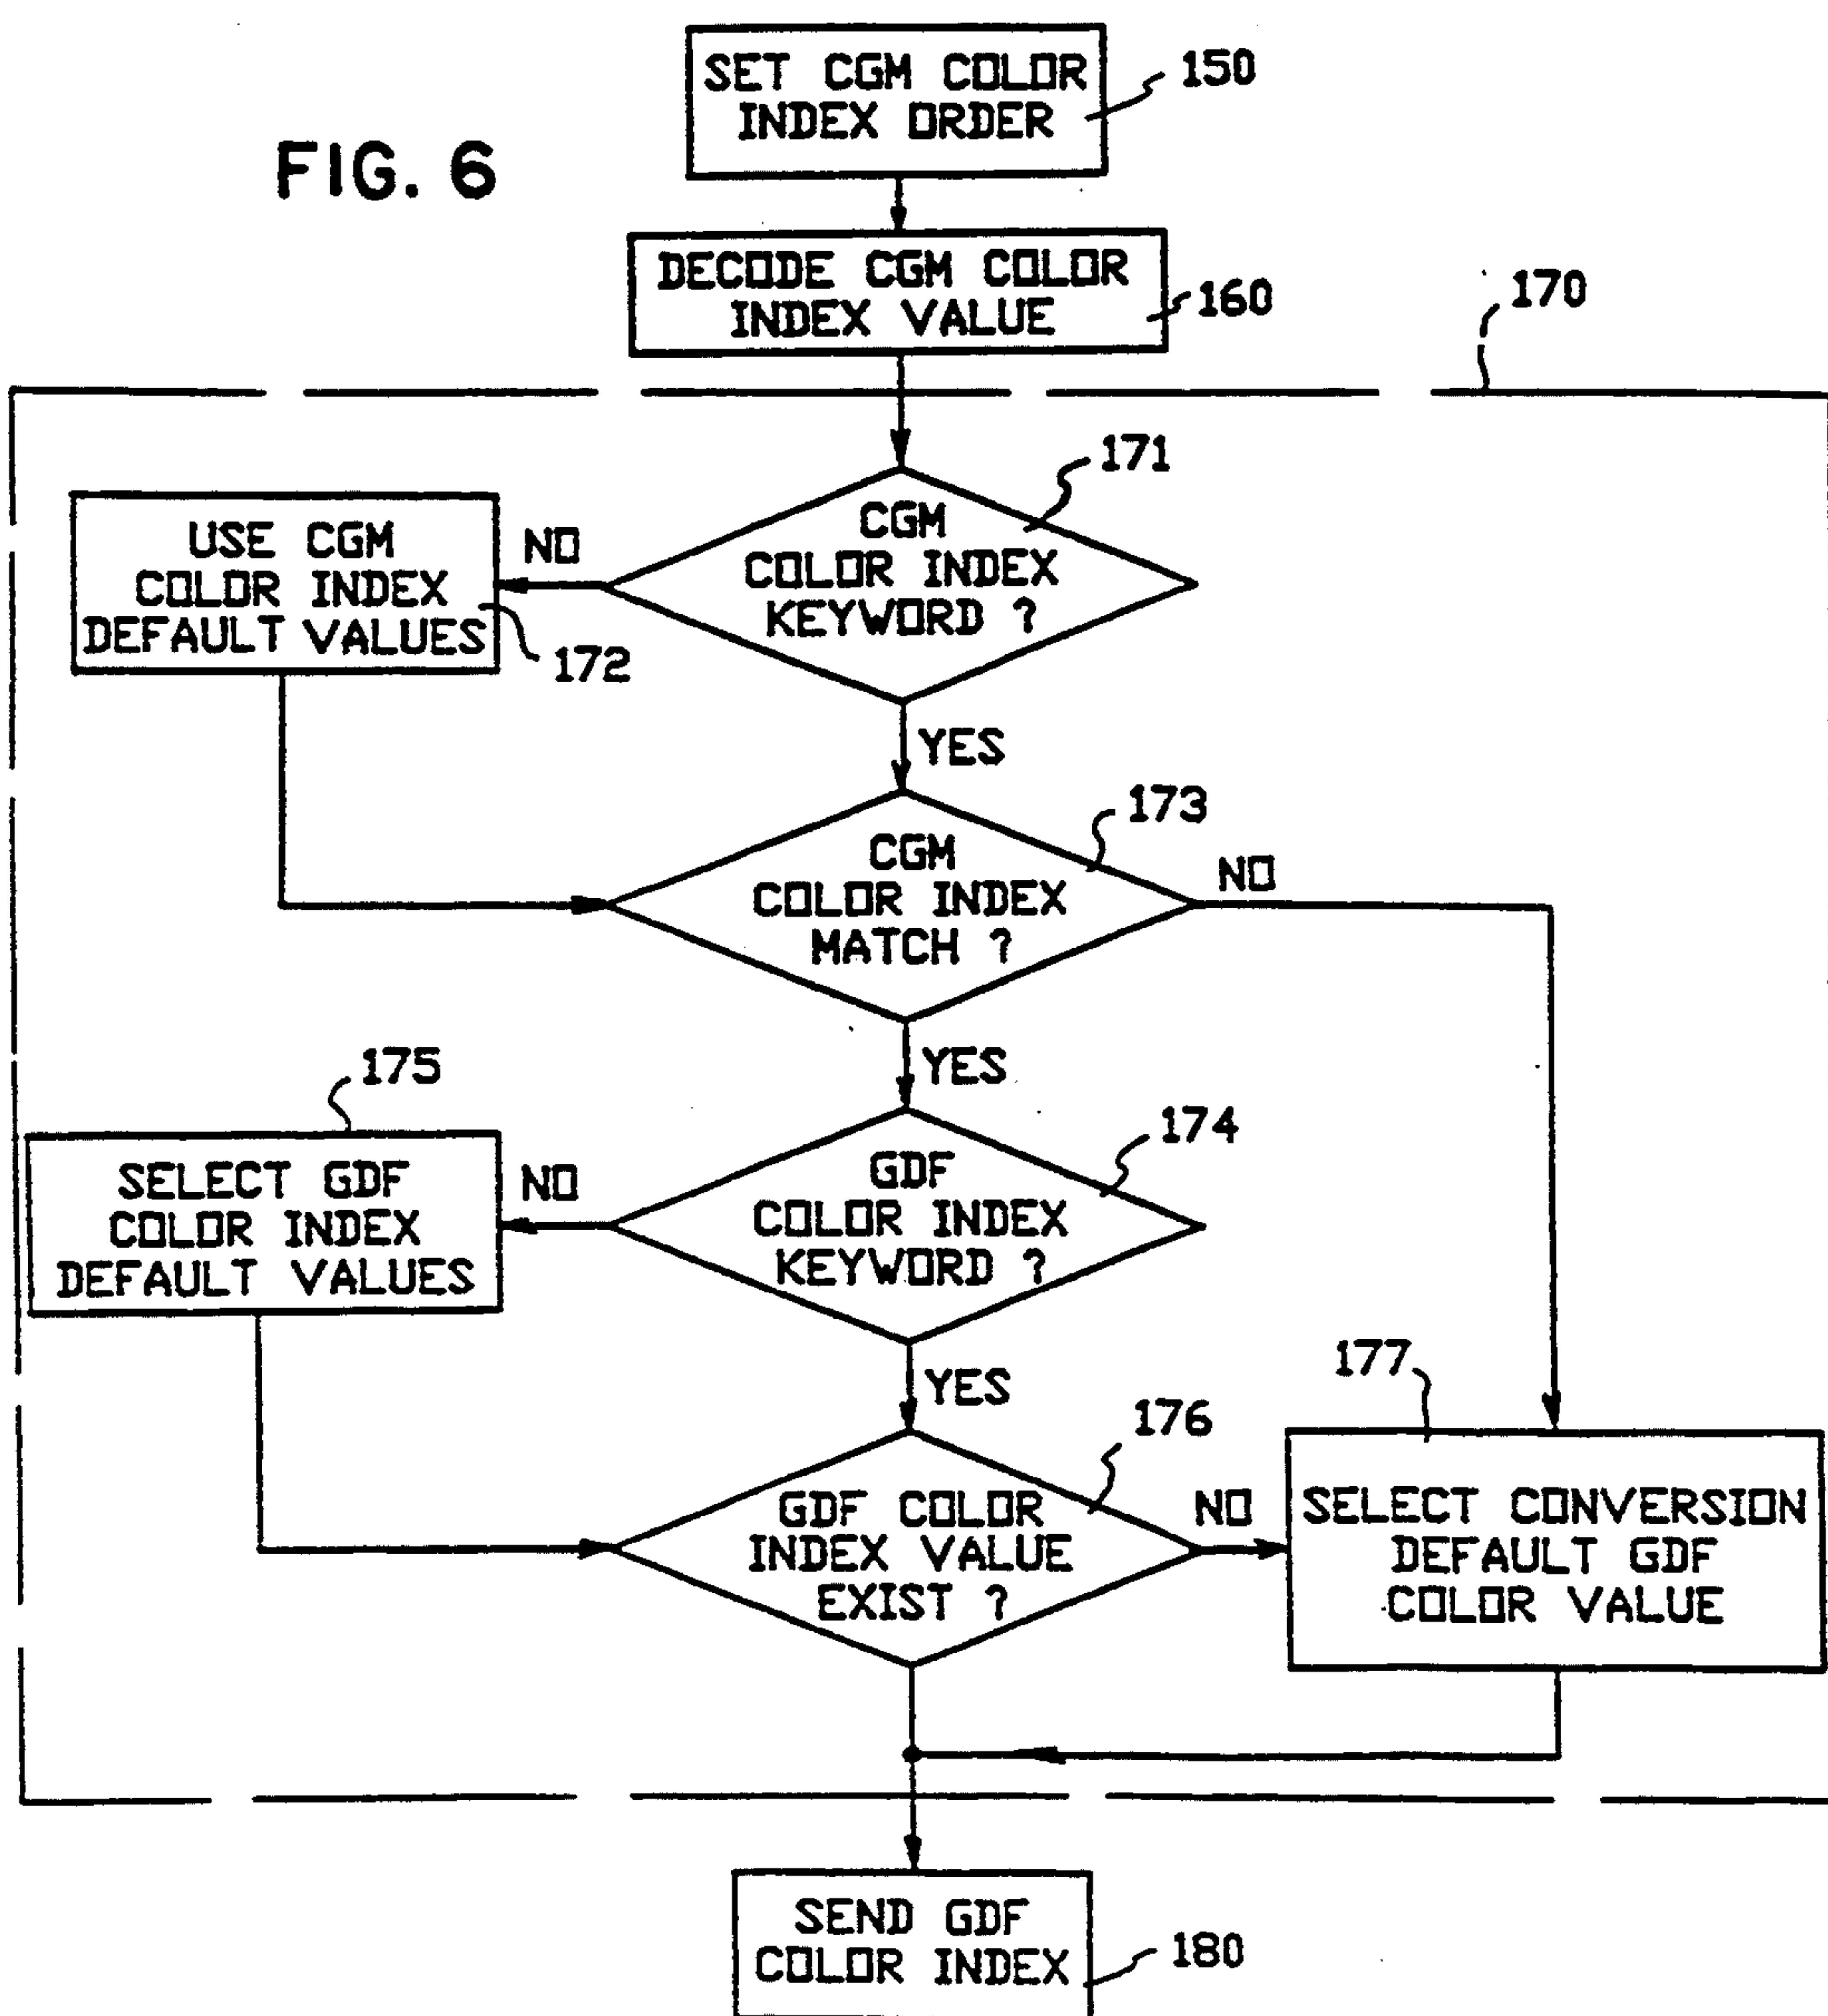 FIG. 6
SET CGM COLOR
INDEX ORDER
150
DECODE CGM COLOR
INDEX VALUE
160
170
171
CGM
COLOR INDEX
KEYWORD ?
NO
USE CGM
COLOR INDEX
DEFAULT VALUES
172
YES
173
CGM
COLOR INDEX
MATCH ?
NO
YES
175
174
GDF
COLOR INDEX
KEYWORD ?
NO
SELECT GDF
COLOR INDEX
DEFAULT VALUES
YES
177
176
GDF COLOR
INDEX VALUE
EXIST ?
NO
SELECT CONVERSION
DEFAULT GDF
COLOR VALUE
SEND GDF
COLOR INDEX
180